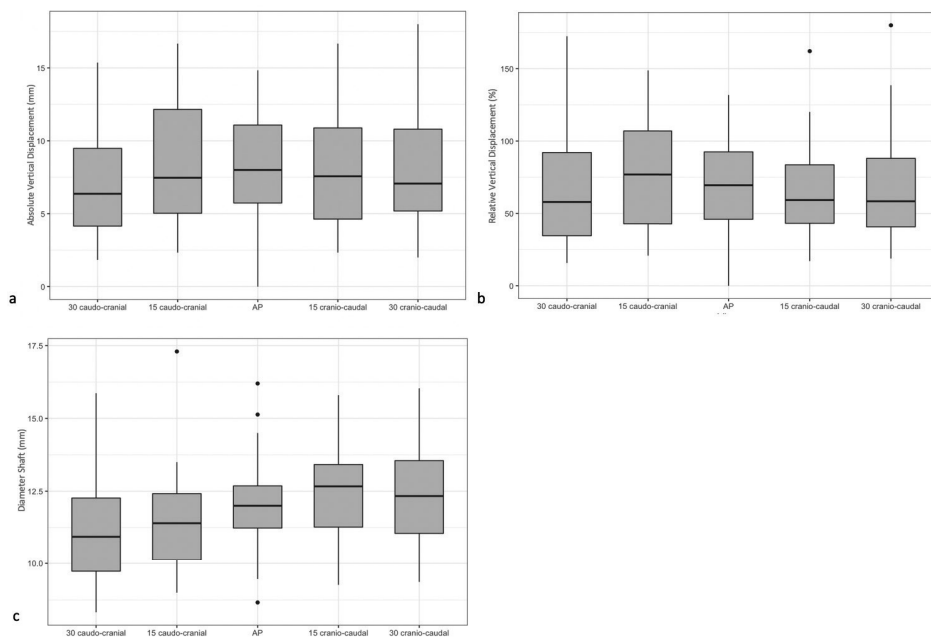 Absolute Vertical Displacement (mm)
15
10
5
0
30 caudo-cranial 15 caudo-cranial AP 15 cranio-caudal 30 cranio-caudal
a
Relative Vertical Displacement (%)
150
100
50
0
30 caudo-cranial 15 caudo-cranial AP 15 cranio-caudal 30 cranio-caudal
b
Diameter Shaft (mm)
17.5
15.0
12.5
10.0
30 caudo-cranial 15 caudo-cranial AP 15 cranio-caudal 30 cranio-caudal
c